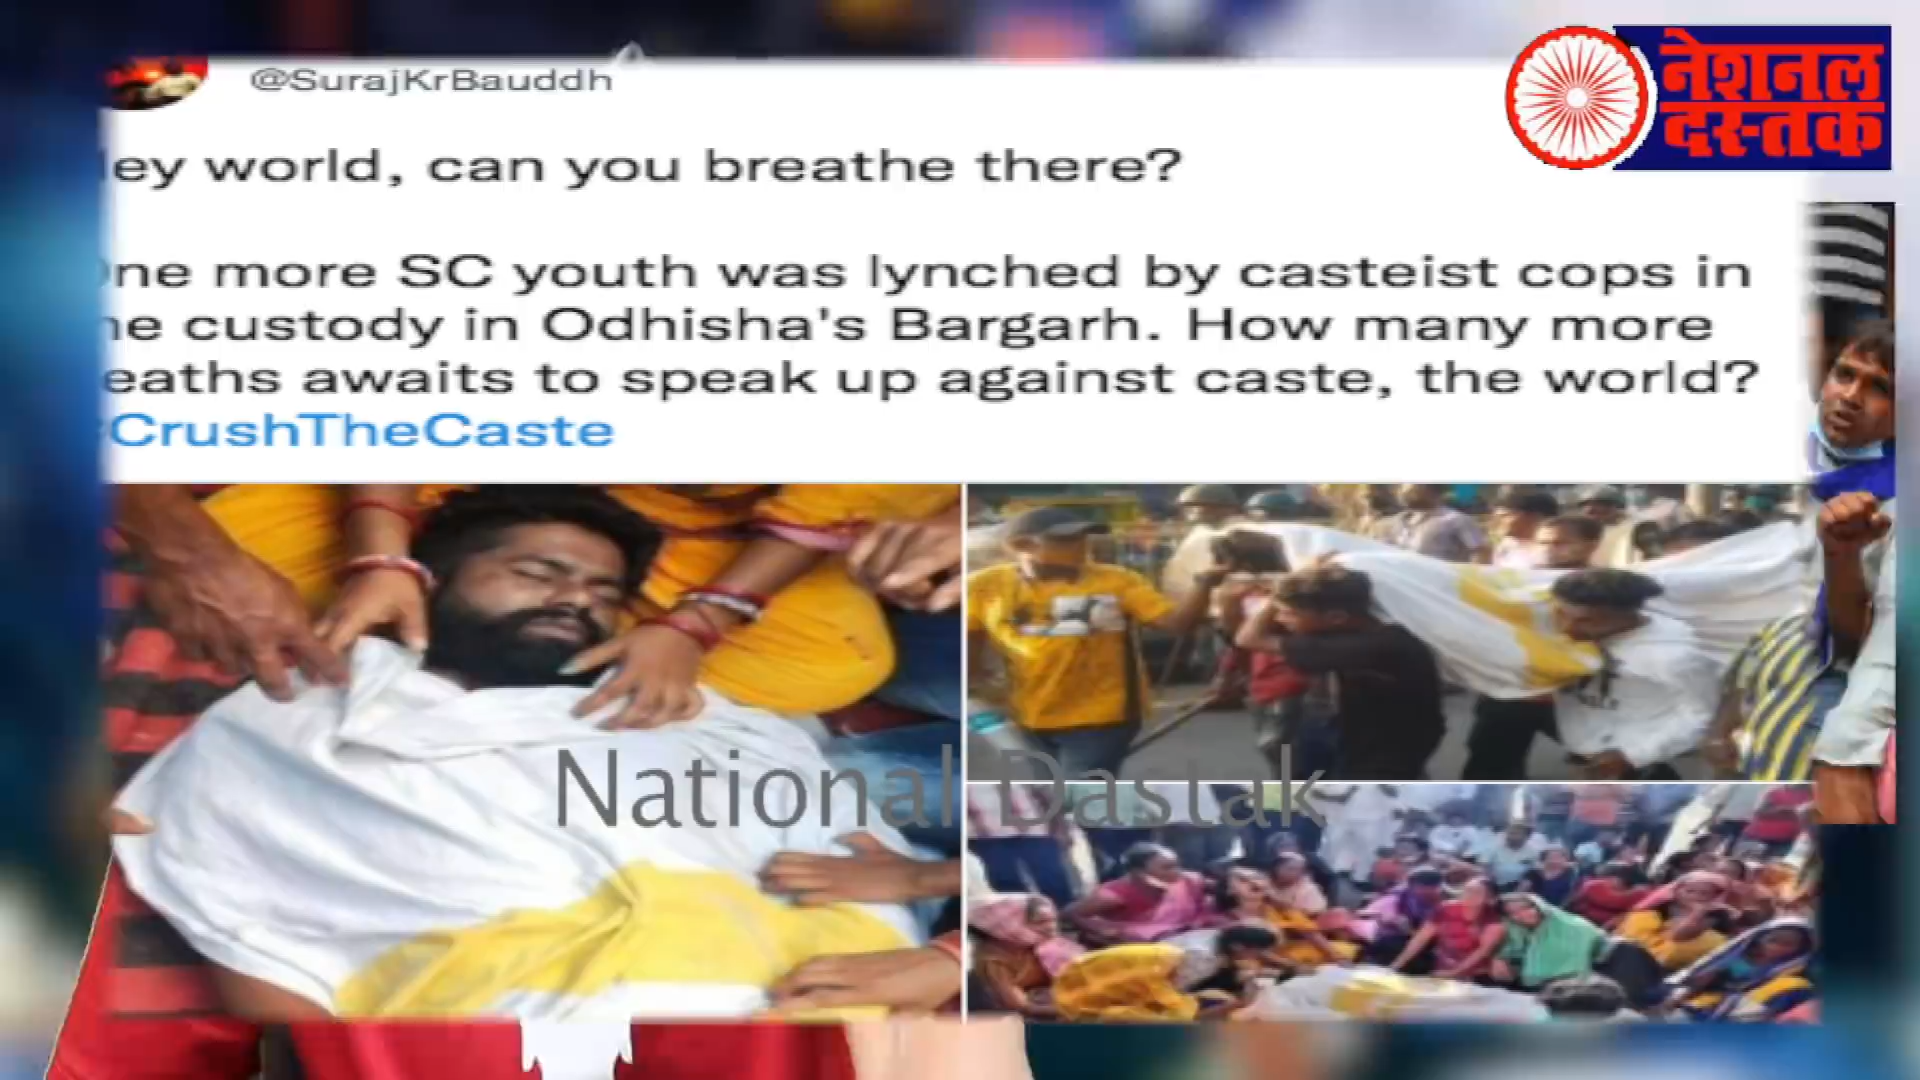 @SurajKrBauddh
नेशनल
दस्तक
ey world, can you breathe there?
ne more SC youth was lynched by casteist cops in
e custody in Odhisha's Bargarh. How many more
eaths awaits to speak up against caste, the world?
CrushTheCaste
National Dastak